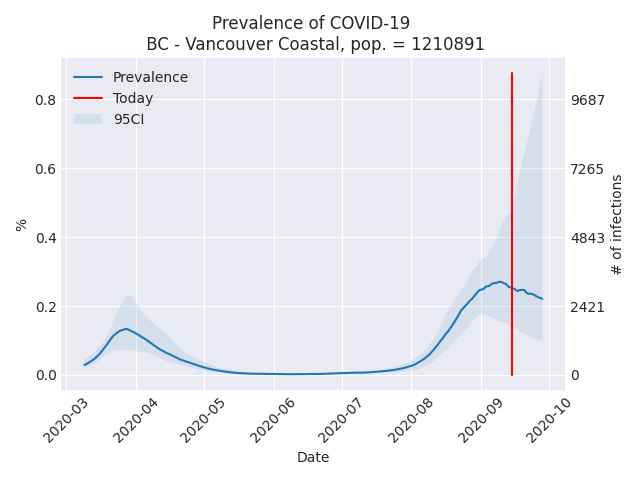 Prevalence of COVID-19
BC - Vancouver Coastal, pop. = 1210891
Prevalence
Today
95CI
0.8
0.6
0.4
0.2
0.0
%
9687
7265
4843
2421
0
# of infections
2020-03
2020-04
2020-05
2020-06
2020-07
2020-08
2020-09
2020-10
Date